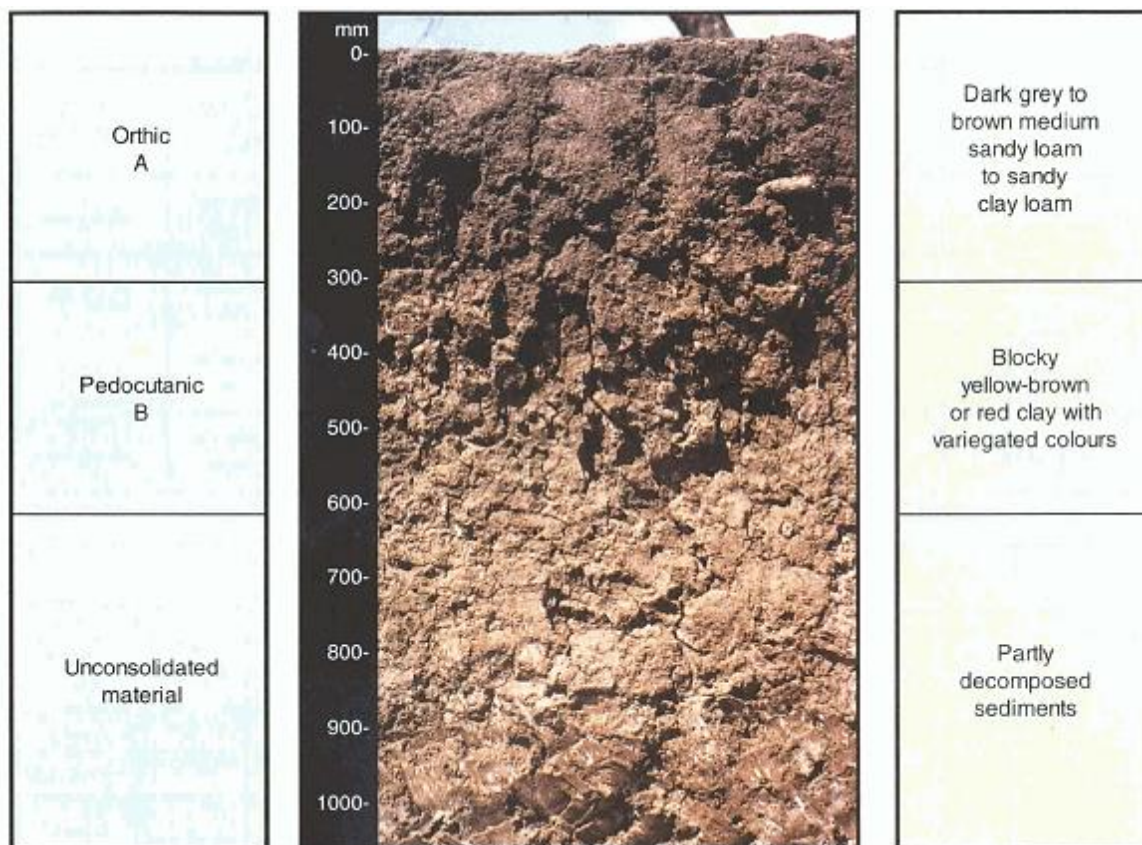 Orthic
A
Pedocutanic
B
Unconsolidated
material
mm
0-
100-
200-
300-
400-
500-
600-
700-
800-
900-
1000-
Dark grey to
brown medium
sandy loam
to sandy
clay loam
Blocky
yellow-brown
or red clay with
variegated colours
Partly
decomposed
sediments